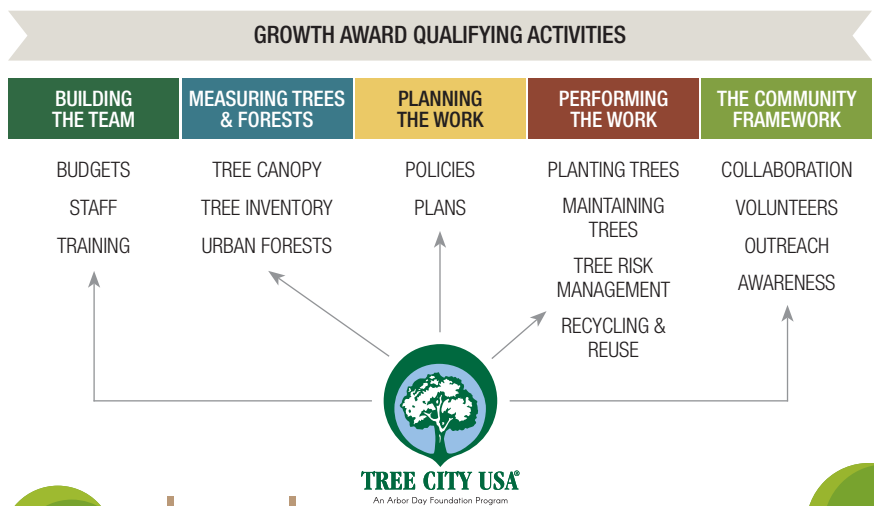 GROWTH AWARD QUALIFYING ACTIVITIES
BUILDING
THE TEAM
BUDGETS
STAFF
TRAINING
MEASURING TREES
& FORESTS
TREE CANOPY
TREE INVENTORY
URBAN FORESTS
PLANNING
THE WORK
POLICIES
PLANS
PERFORMING
THE WORK
PLANTING TREES
MAINTAINING
TREES
TREE RISK
MANAGEMENT
RECYCLING &
REUSE
THE COMMUNITY
FRAMEWORK
COLLABORATION
VOLUNTEERS
OUTREACH
AWARENESS
TREE CITY USA®
An Arbor Day Foundation Program